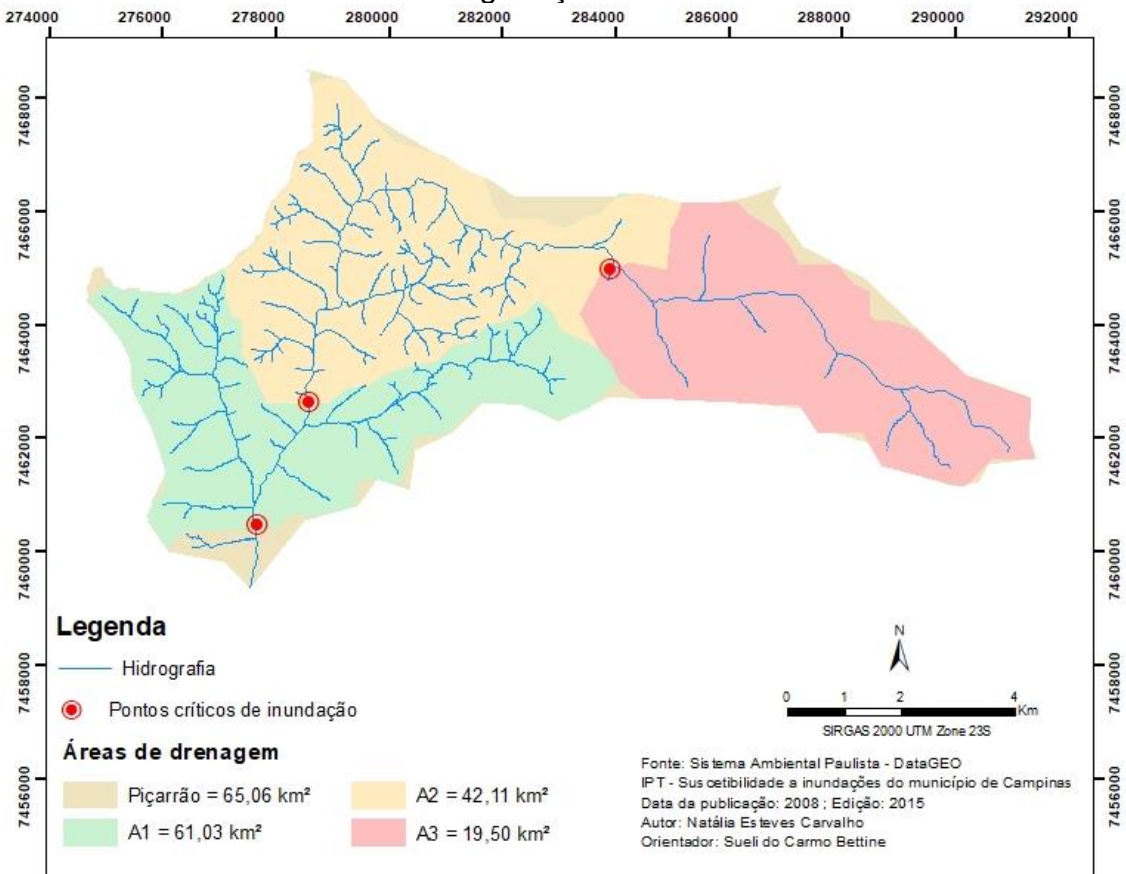 274000 276000 278000 280000 282000 284000 286000 288000 290000 292000
7468000 7468000
7466000 7466000
7464000 7464000
7462000 7462000
7460000 7460000
7458000 7458000
7456000 7456000
Legenda
Hidrografia
Pontos críticos de inundação
Áreas de drenagem
Piçarrão = 65,06 km² A2 = 42,11 km²
A1 = 61,03 km² A3 = 19,50 km²
N
0 1 2 4
Km
SIRGAS 2000 UTM Zone 23S
Fonte: Sistema Ambiental Paulista - DataGEO
IPT - Suscetibilidade a inundações do município de Campinas
Data da publicação: 2008 ; Edição: 2015
Autor: Natália Esteves Carvalho
Orientador: Sueli do Carmo Bettine